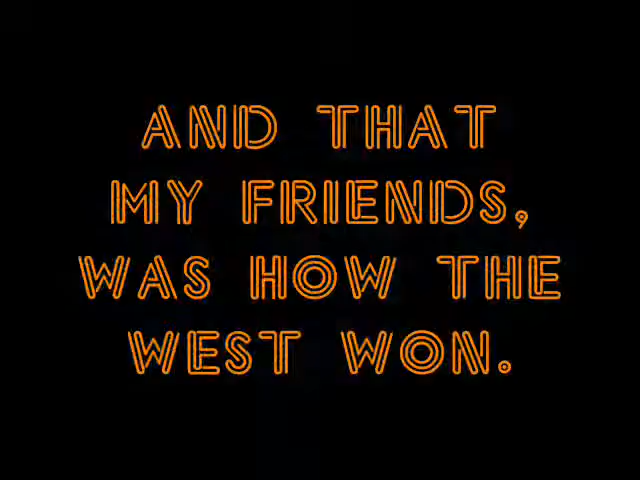 AND THAT
MY FRIENDS,
WAS HOW THE
WEST WON.